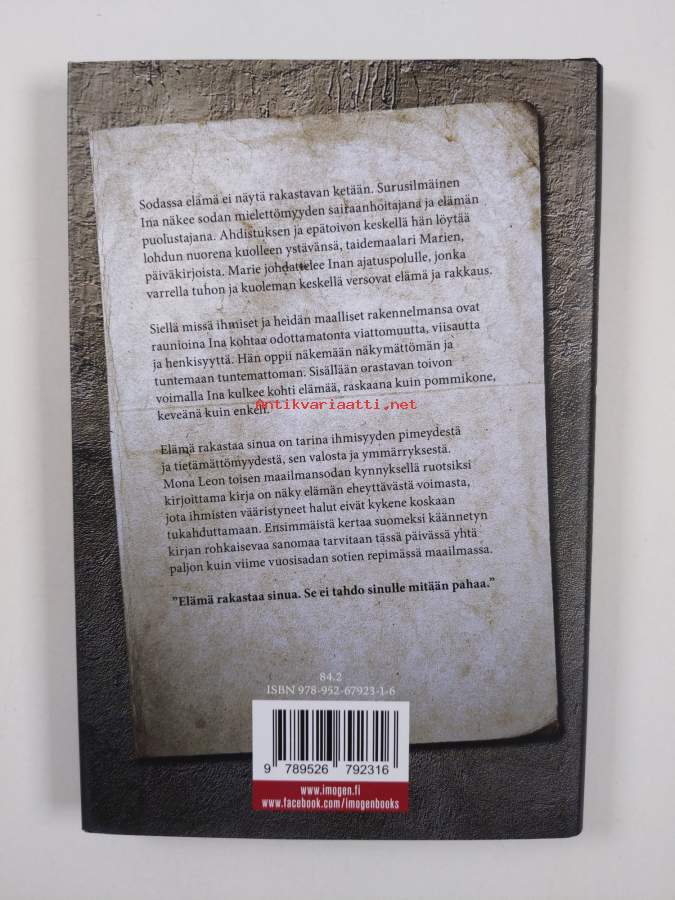 Sodassa elämä ei näytä rakastavan ketään. Surusilmäinen
Ina näkee sodan mielettömyyden sairaanhoitajana ja elämän
puolustajana. Ahdistuksen ja epätoivon keskellä hän löytää
lohdun nuorena kuolleen ystävänsä, taidemaalari Marien,
päiväkirjoista. Marie johdattelee Inan ajatuspolulle, jonka
varrella tuhon ja kuoleman keskellä versovat elämä ja rakkaus.
Siellä missä ihmiset ja heidän maalliset rakennelmansa ovat
raunioina Ina kohtaa odottamatonta viattomuutta, viisautta
ja henkisyyttä. Hän oppii näkemään näkymättömän ja
tuntemaan tuntemattoman. Sisällään orastavan toivon
voimalla Ina kulkee kohti elämää, raskaana kuin pommikone,
keveänä kuin enkeli.
Antikvariaatti.net
Elämä rakastaa sinua on tarina ihmisyyden pimeydestä
ja tietämättömyydestä, sen valosta ja ymmärryksestä.
Mona Leon toisen maailmansodan kynnyksellä ruotsiksi
kirjoittama kirja on näky elämän eheyttävästä voimasta,
jota ihmisten vääristyneet halut eivät kykene koskaan
tukahduttamaan. Ensimmäistä kertaa suomeksi käännetyn
kirjan rohkaisevaa sanomaa tarvitaan tässä päivässä yhtä
paljon kuin viime vuosisadan sotien repimässä maailmassa.
”Elämä rakastaa sinua. Se ei tahdo sinulle mitään pahaa.”
84.2
ISBN 978-952-67923-1-6
9 789526 792316
www.imogen.fi
www.facebook.com/imogenbooks